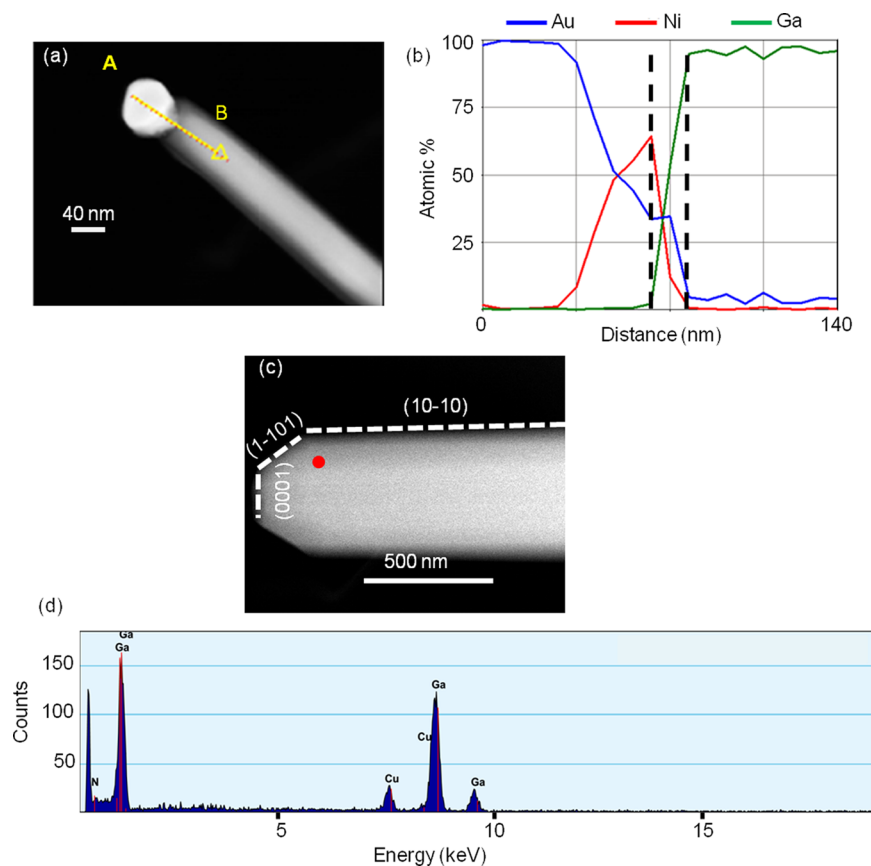 (a)
A
B
40 nm
Au Ni Ga
(b)
100
75
50
25
0
140
Atomic %
Distance (nm)
(c)
(1-101)
(10-10)
(0001)
500 nm
(d)
Ga
Ga
Ga
N
Cu
Cu
Ga
150
100
50
Counts
5 10 15
Energy (keV)